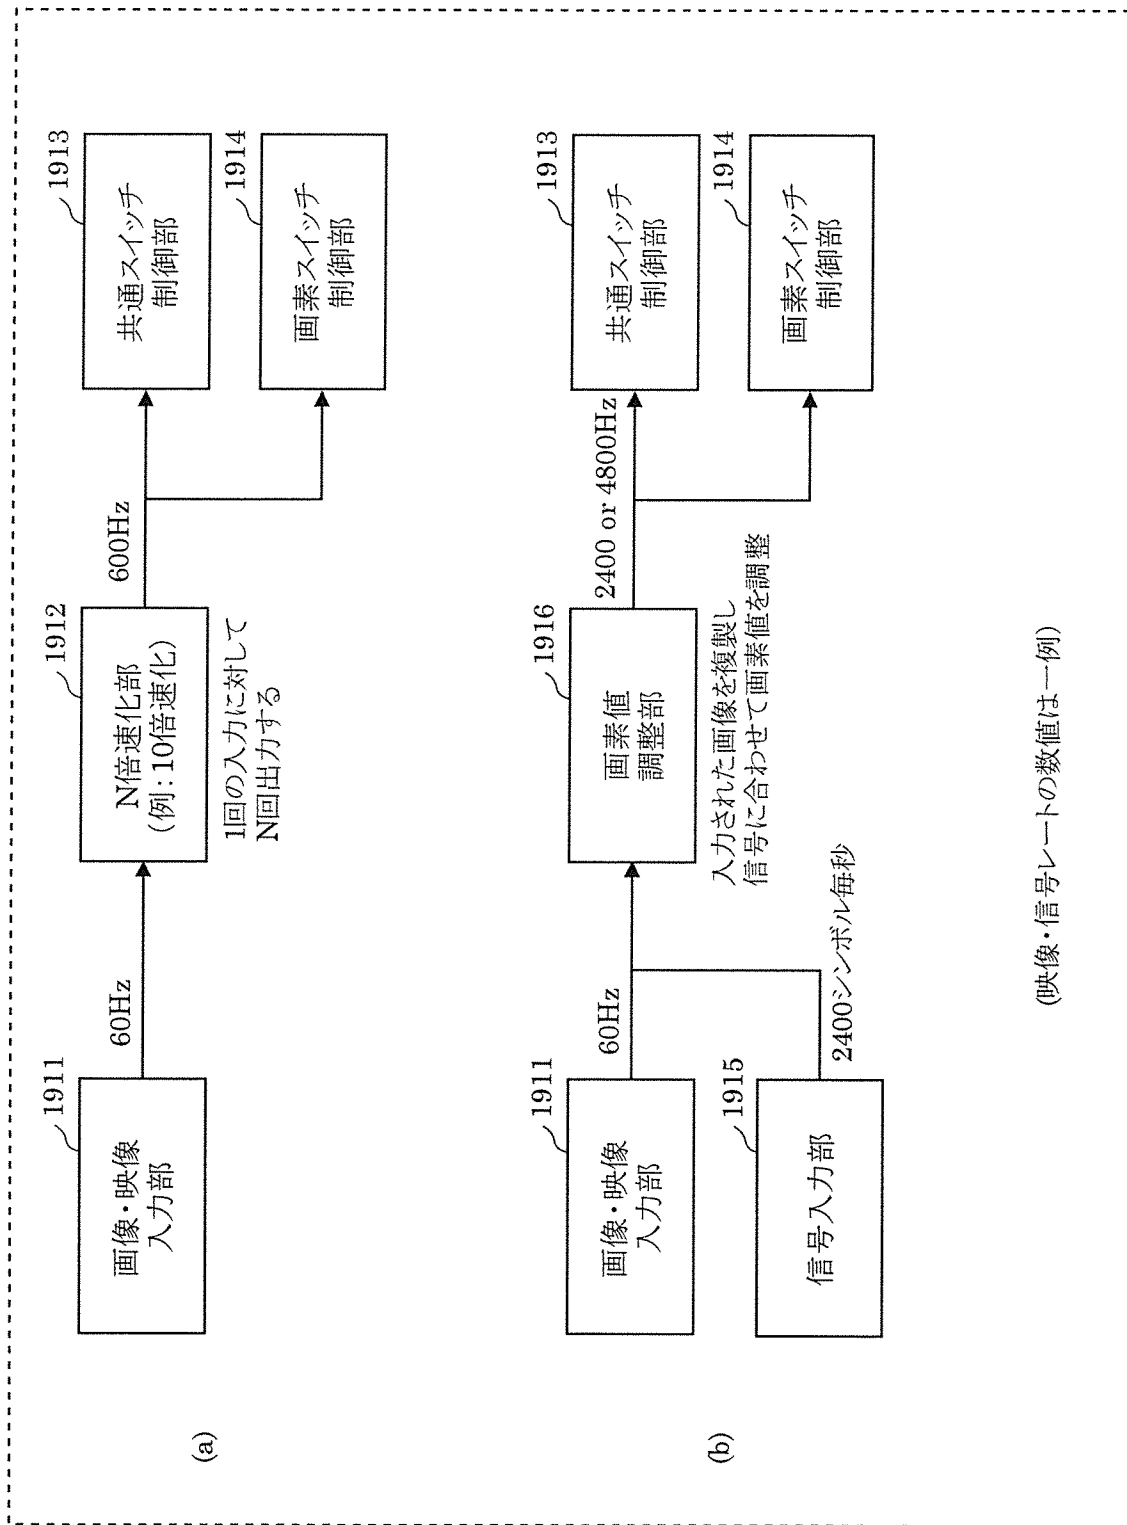 (a)
1911
画像・映像
入力部
60Hz
1912
N倍速化部
(例：10倍速化)
1回の入力に対して
N回出力する
600Hz
1913
共通スイッチ
制御部
1914
画素スイッチ
制御部
(b)
1911
画像・映像
入力部
60Hz
1915
信号入力部
2400シンボル毎秒
1916
画素値
調整部
入力された画像を複製し
信号に合わせて画素値を調整
2400 or 4800Hz
1913
共通スイッチ
制御部
1914
画素スイッチ
制御部
(映像・信号レートの数値は一例)